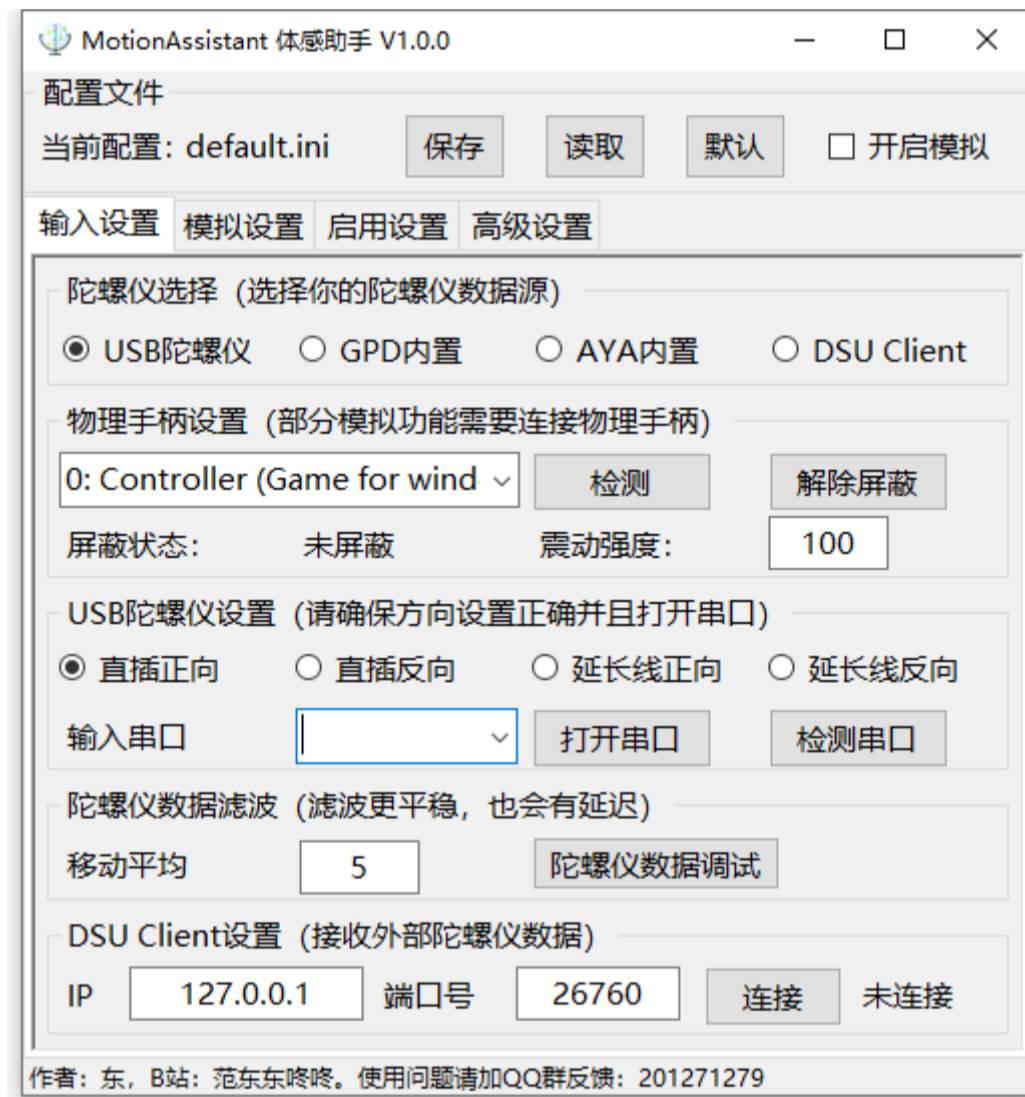 MotionAssistant 体感助手 V1.0.0
配置文件
当前配置：default.ini 保存 读取 默认 开启模拟
输入设置 模拟设置 启用设置 高级设置
陀螺仪选择（选择你的陀螺仪数据源）
USB陀螺仪 GPD内置 AYA内置 DSU Client
物理手柄设置（部分模拟功能需要连接物理手柄）
0: Controller (Game for wind 检测 解除屏蔽
屏蔽状态： 未屏蔽 震动强度： 100
USB陀螺仪设置（请确保方向设置正确并且打开串口）
直插正向 直插反向 延长线正向 延长线反向
输入串口 打开串口 检测串口
陀螺仪数据滤波（滤波更平稳，也会有延迟）
移动平均 5 陀螺仪数据调试
DSU Client设置（接收外部陀螺仪数据）
IP 127.0.0.1 端口号 26760 连接 未连接
作者：东，B站：范东东咚咚。使用问题请加QQ群反馈：201271279